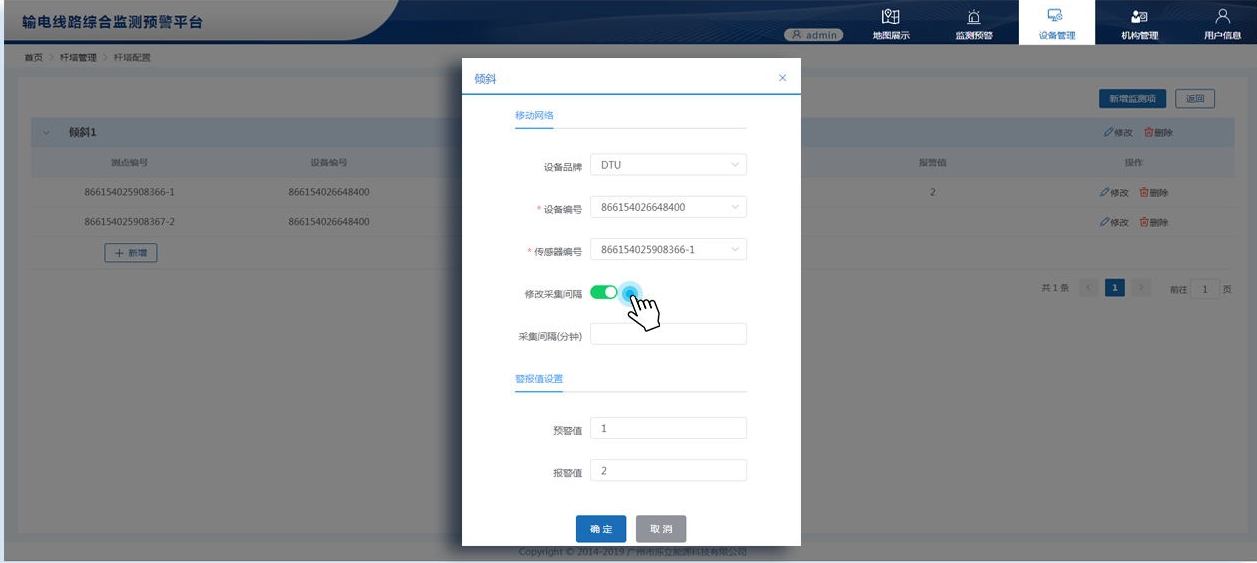 输电线路综合监测预警平台
admin
地图展示
监测预警
设备管理
机构管理
用户信息
首页 > 杆塔管理 > 杆塔配置
新增监测项
返回
倾斜1
修改 删除
测点编号
设备编号
报警值
操作
866154025908366-1
866154026648400
2
修改 删除
866154025908367-2
866154026648400
修改 删除
+ 新增
共1条
1
前往 1 页
倾斜
移动网络
设备品牌 DTU
* 设备编号 866154026648400
* 传感器编号 866154025908366-1
修改采集间隔
采集间隔(分钟)
警报值设置
预警值 1
报警值 2
确定 取消
Copyright © 2014-2019 广州市
能源科技有限公司